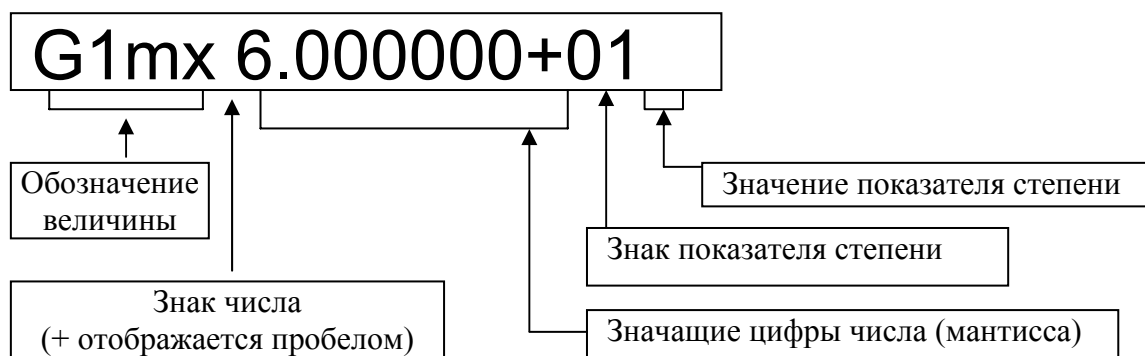 G1mx 6.000000+01
Обозначение
величины
Значение показателя степени
Знак показателя степени
Знак числа
(+ отображается пробелом)
Значащие цифры числа (мантисса)